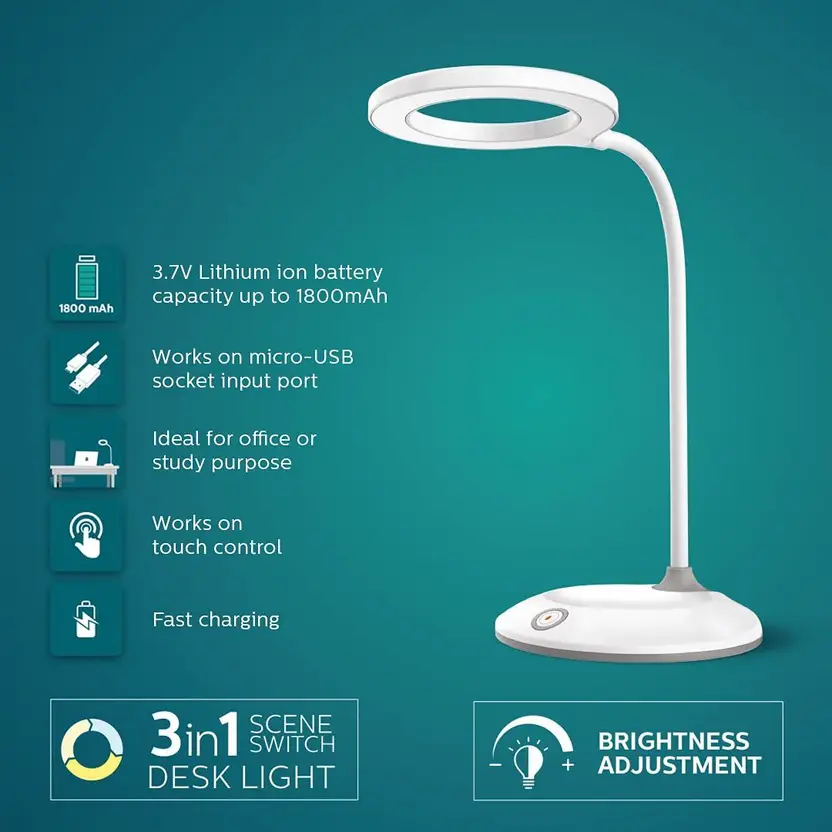 1800 mAh
3.7V Lithium ion battery
capacity up to 1800mAh
Works on micro-USB
socket input port
Ideal for office or
study purpose
Works on
touch control
Fast charging
3in1 SCENE
SWITCH
DESK LIGHT
BRIGHTNESS
ADJUSTMENT